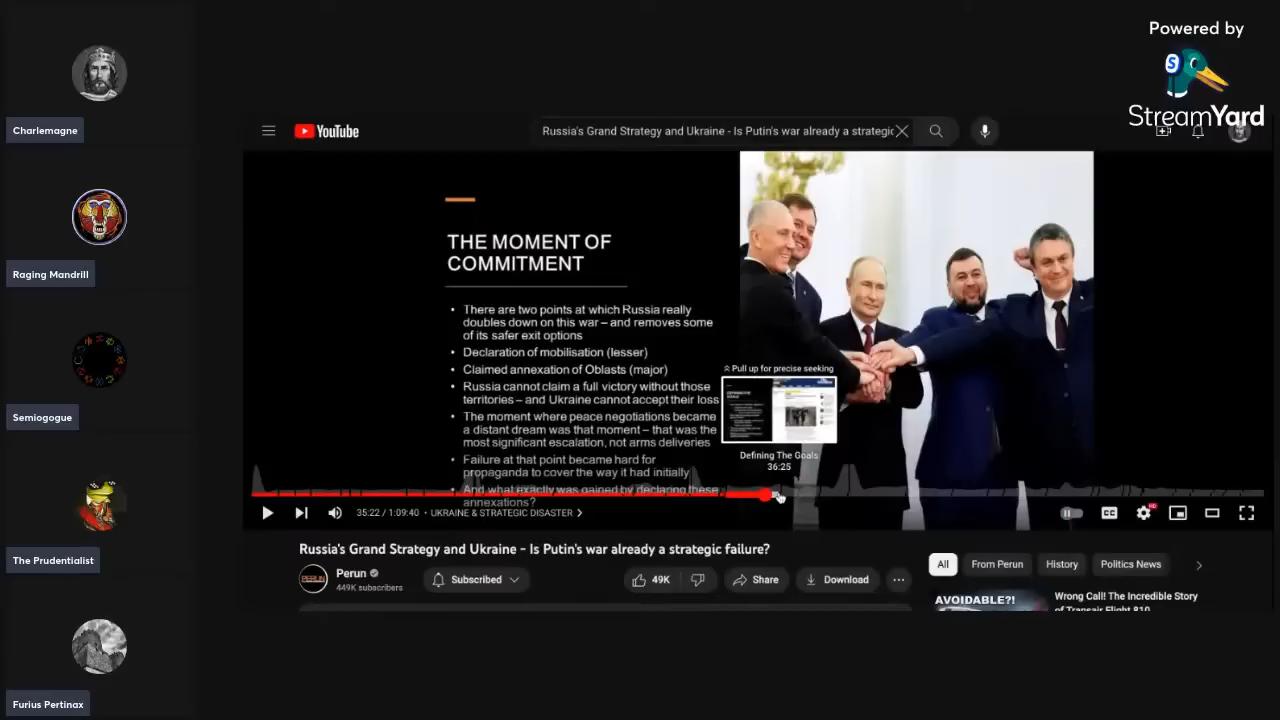 Powered by
StreamYard
Charlemagne
Raging Mandrill
Semiagogue
The Prudentialist
Furius Pertinax
YouTube
Russia's Grand Strategy and Ukraine - Is Putin's war already a strategic
THE MOMENT OF
COMMITMENT
• There are two points at which Russia really
doubles down on this war – and removes some
of its safer exit options
• Declaration of mobilisation (lesser)
• Claimed annexation of Oblasts (major)
• Russia cannot claim a full victory without those
territories – and Ukraine cannot accept their loss
• The moment where peace negotiations became
a distant dream was that moment – that was the
most significant escalation, not arms deliveries
• Failure at that point became hard for
propaganda to cover the way it had initially
• And what exactly was gained by declaring these
annexations?
Pull up for precise seeking
Defining The Goals
36:25
35:22 / 1:09:40 • UKRAINE & STRATEGIC DISASTER
CC
HD
Russia's Grand Strategy and Ukraine - Is Putin's war already a strategic failure?
PERUN
Perun
449K subscribers
Subscribed
49K
Share
Download
All
From Perun
History
Politics News
AVOIDABLE?!
Wrong Call! The Incredible Story
of Transair Flight 810